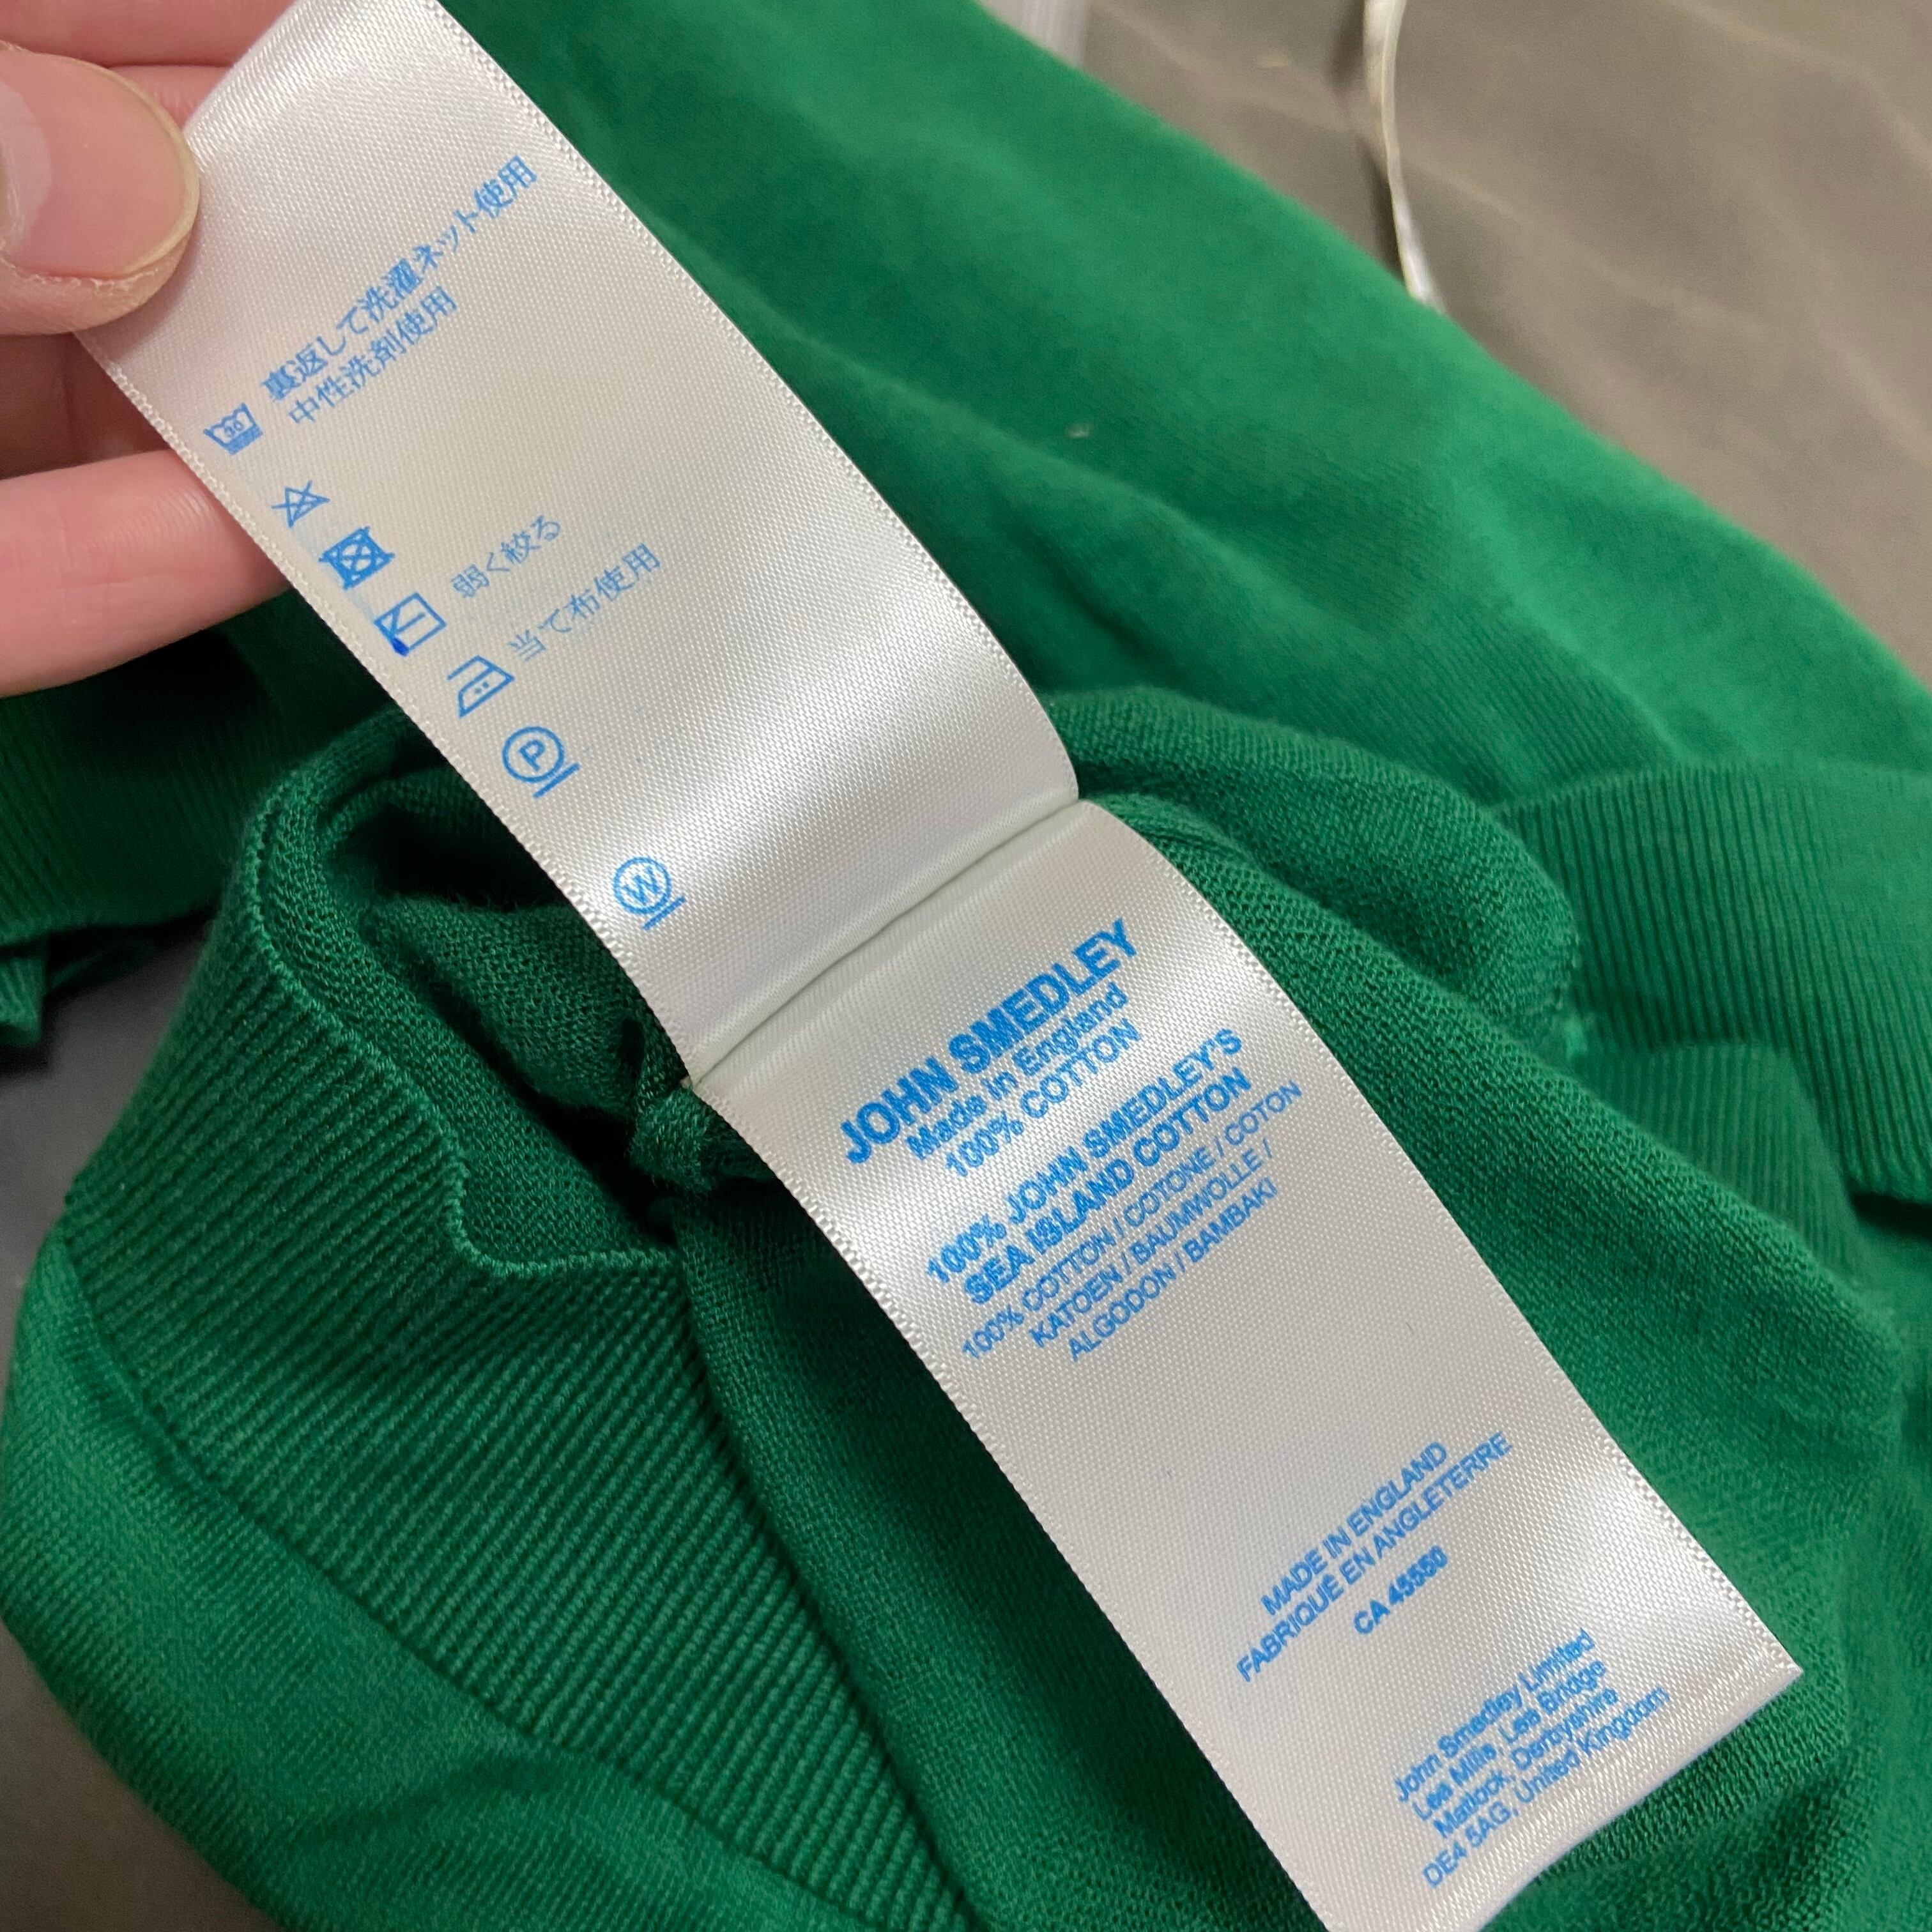 裏返して洗濯ネット使用
中性洗剤使用
30
弱く絞る
当て布使用
P
W
JOHN SMEDLEY
Made in England
100% COTTON
100% JOHN SMEDLEY'S
SEA ISLAND COTTON
100% COTTON / COTONE / COTON
KATOEN / BAUMWOLLE /
ALGODON / BAMBAKI
MADE IN ENGLAND
FABRIQUÉ EN ANGLETERRE
CA 45550
John Smedley Limited
Lea Mills, Lea Bridge
Matlock, Derbyshire
DE4 5AG, United Kingdom